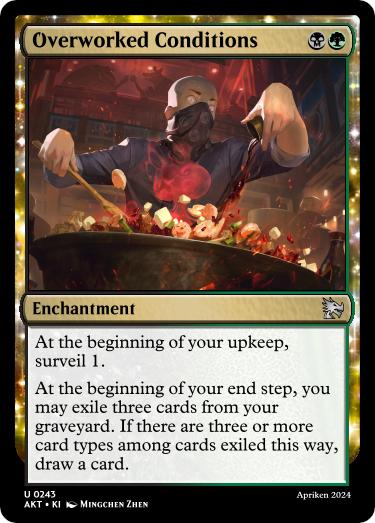 Overworked Conditions
Enchantment
At the beginning of your upkeep,
surveil 1.
At the beginning of your end step, you
may exile three cards from your
graveyard. If there are three or more
card types among cards exiled this way,
draw a card.
U 0243
AKT • KI Mingchen Zhen
Apriken 2024